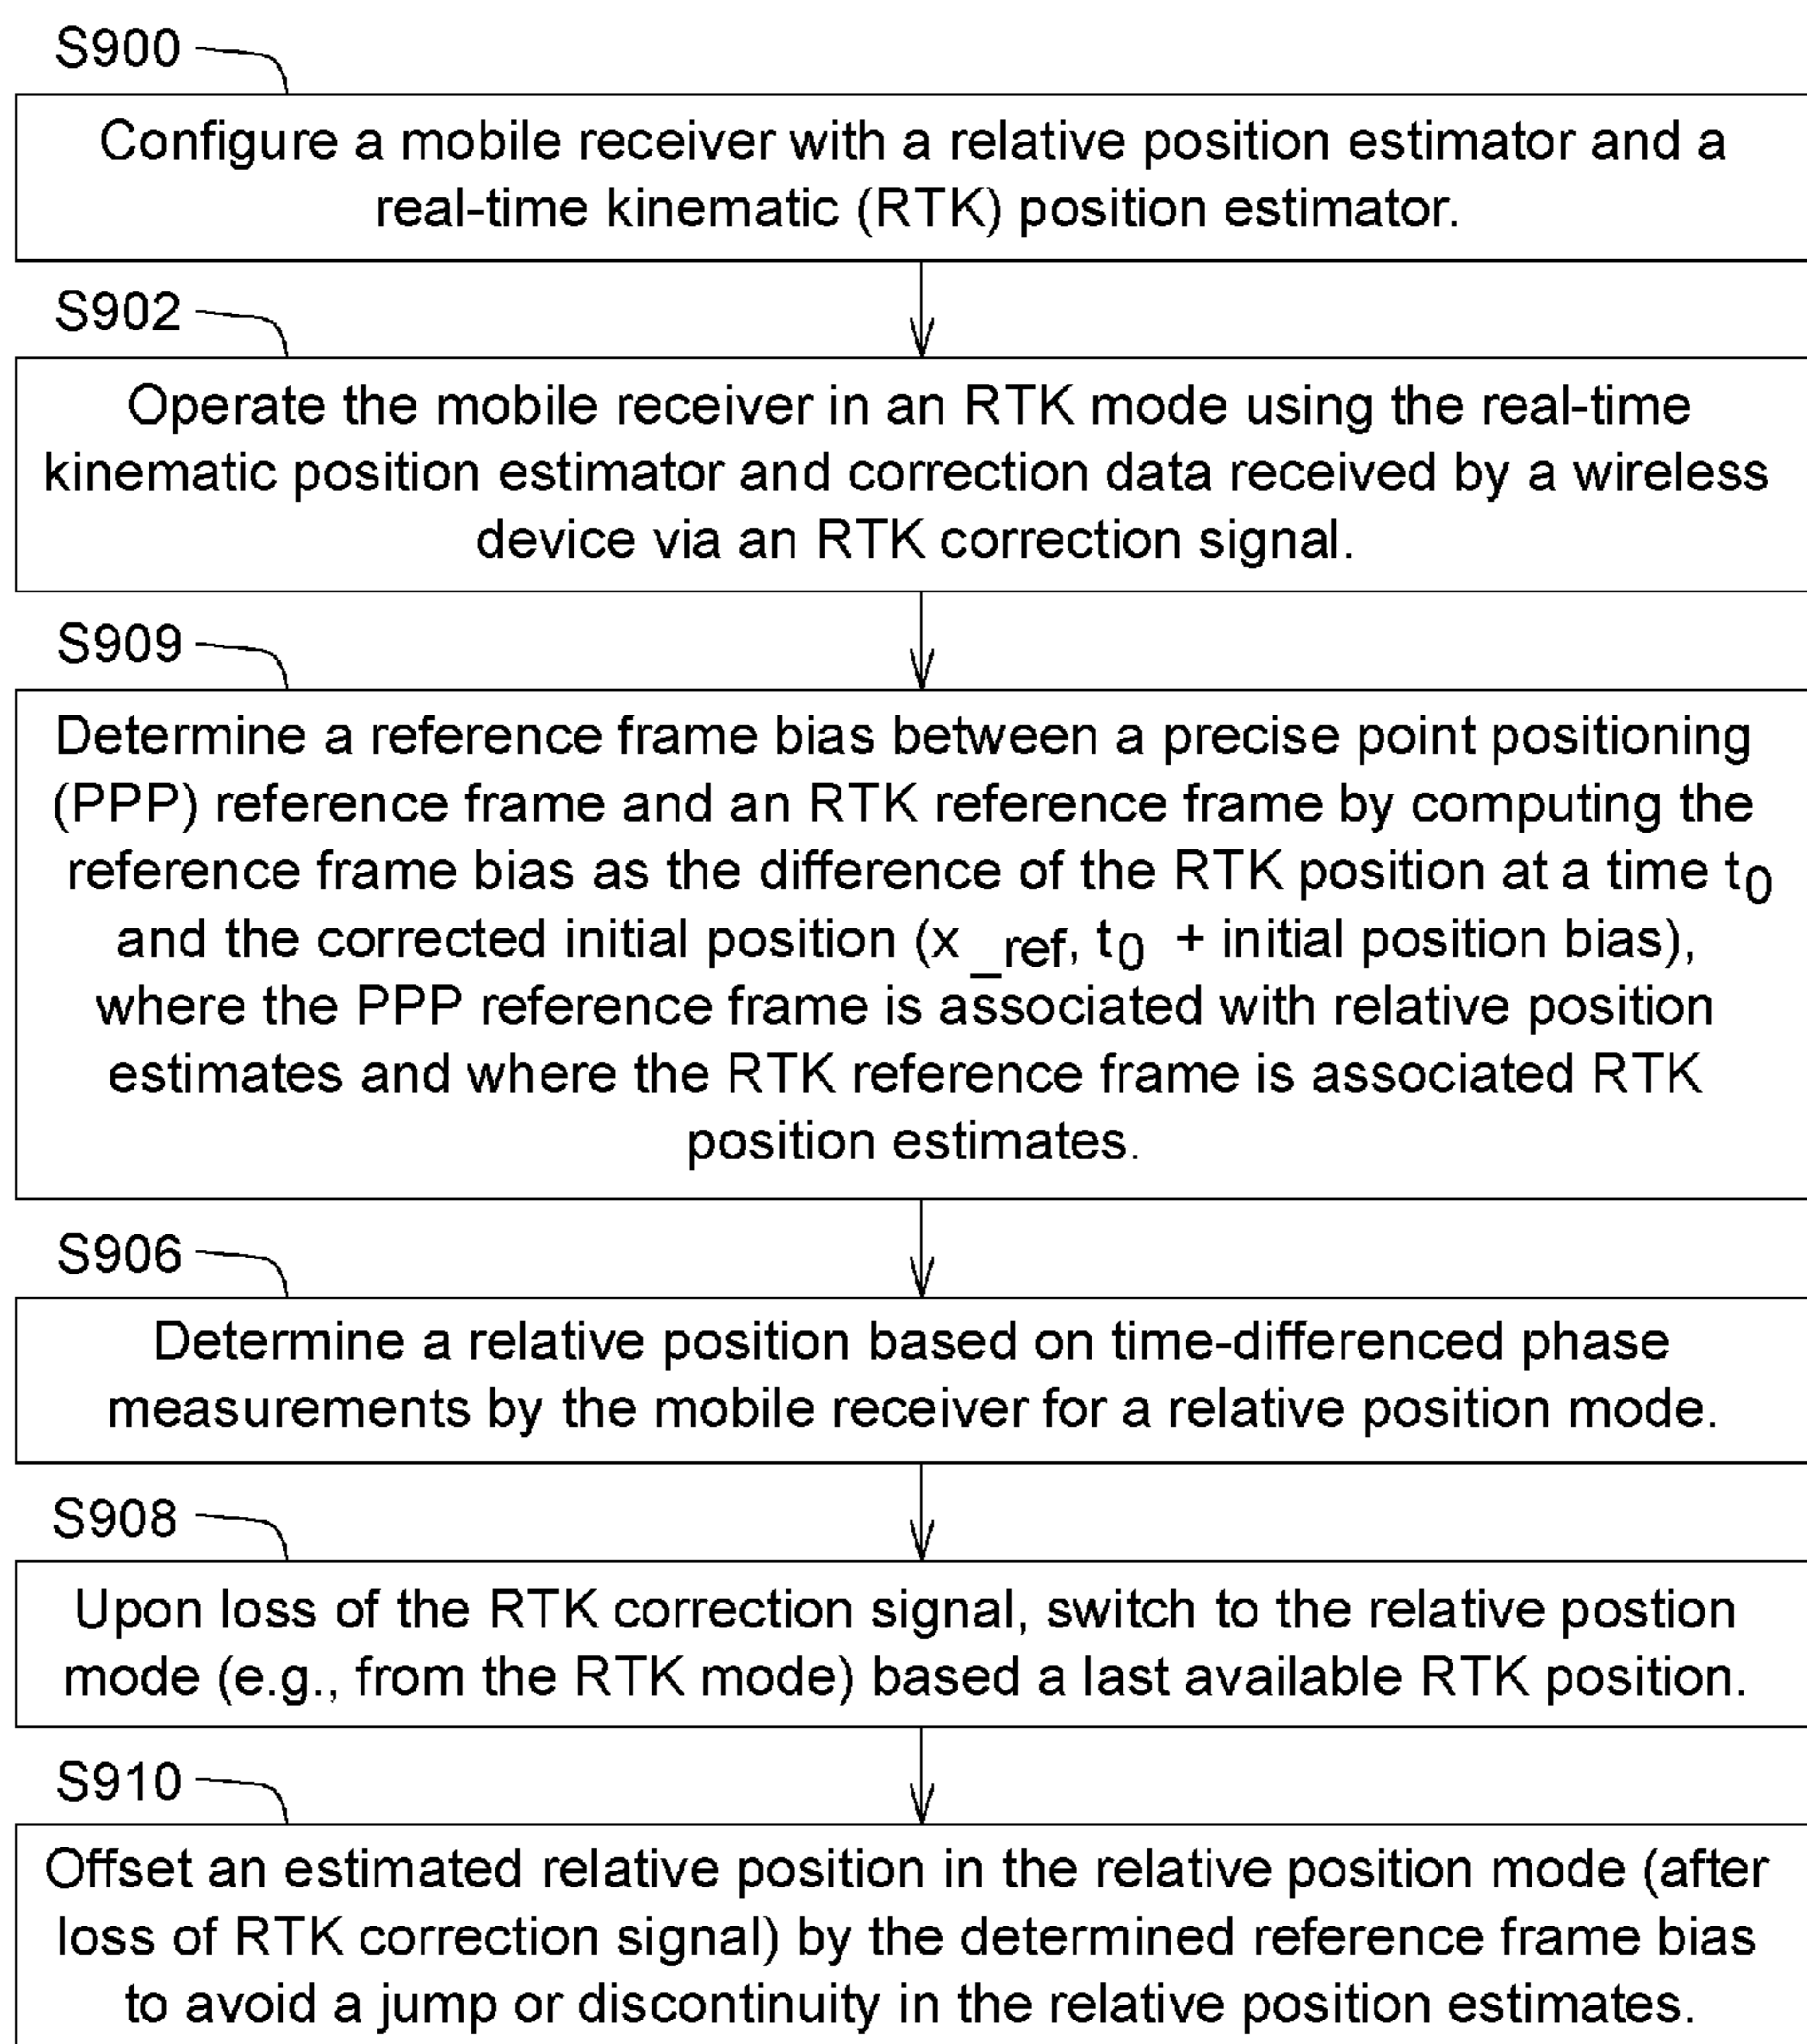 S900
Configure a mobile receiver with a relative position estimator and a
real-time kinematic (RTK) position estimator.
S902
Operate the mobile receiver in an RTK mode using the real-time
kinematic position estimator and correction data received by a wireless
device via an RTK correction signal.
S909
Determine a reference frame bias between a precise point positioning
(PPP) reference frame and an RTK reference frame by computing the
reference frame bias as the difference of the RTK position at a time t0
and the corrected initial position (x _ref, t0 + initial position bias),
where the PPP reference frame is associated with relative position
estimates and where the RTK reference frame is associated RTK
position estimates.
S906
Determine a relative position based on time-differenced phase
measurements by the mobile receiver for a relative position mode.
S908
Upon loss of the RTK correction signal, switch to the relative postion
mode (e.g., from the RTK mode) based a last available RTK position.
S910
Offset an estimated relative position in the relative position mode (after
loss of RTK correction signal) by the determined reference frame bias
to avoid a jump or discontinuity in the relative position estimates.